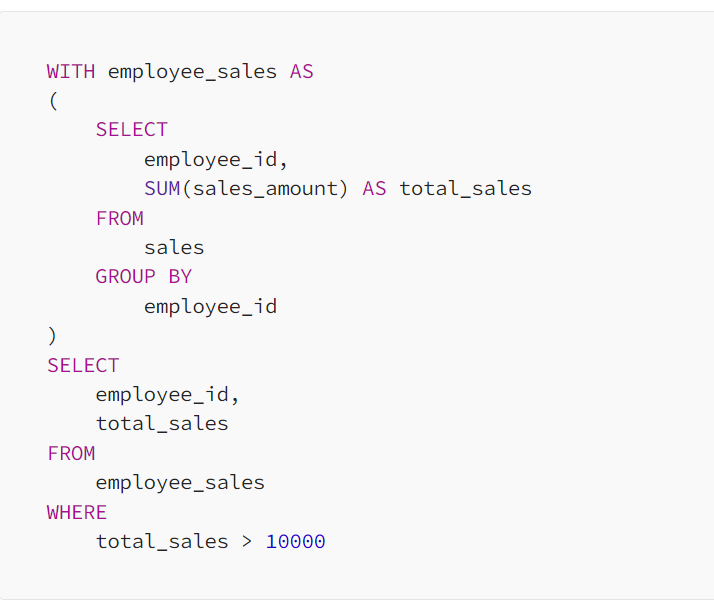 WITH employee_sales AS
(
    SELECT
        employee_id,
        SUM(sales_amount) AS total_sales
    FROM
        sales
    GROUP BY
        employee_id
)
SELECT
    employee_id,
    total_sales
FROM
    employee_sales
WHERE
    total_sales > 10000